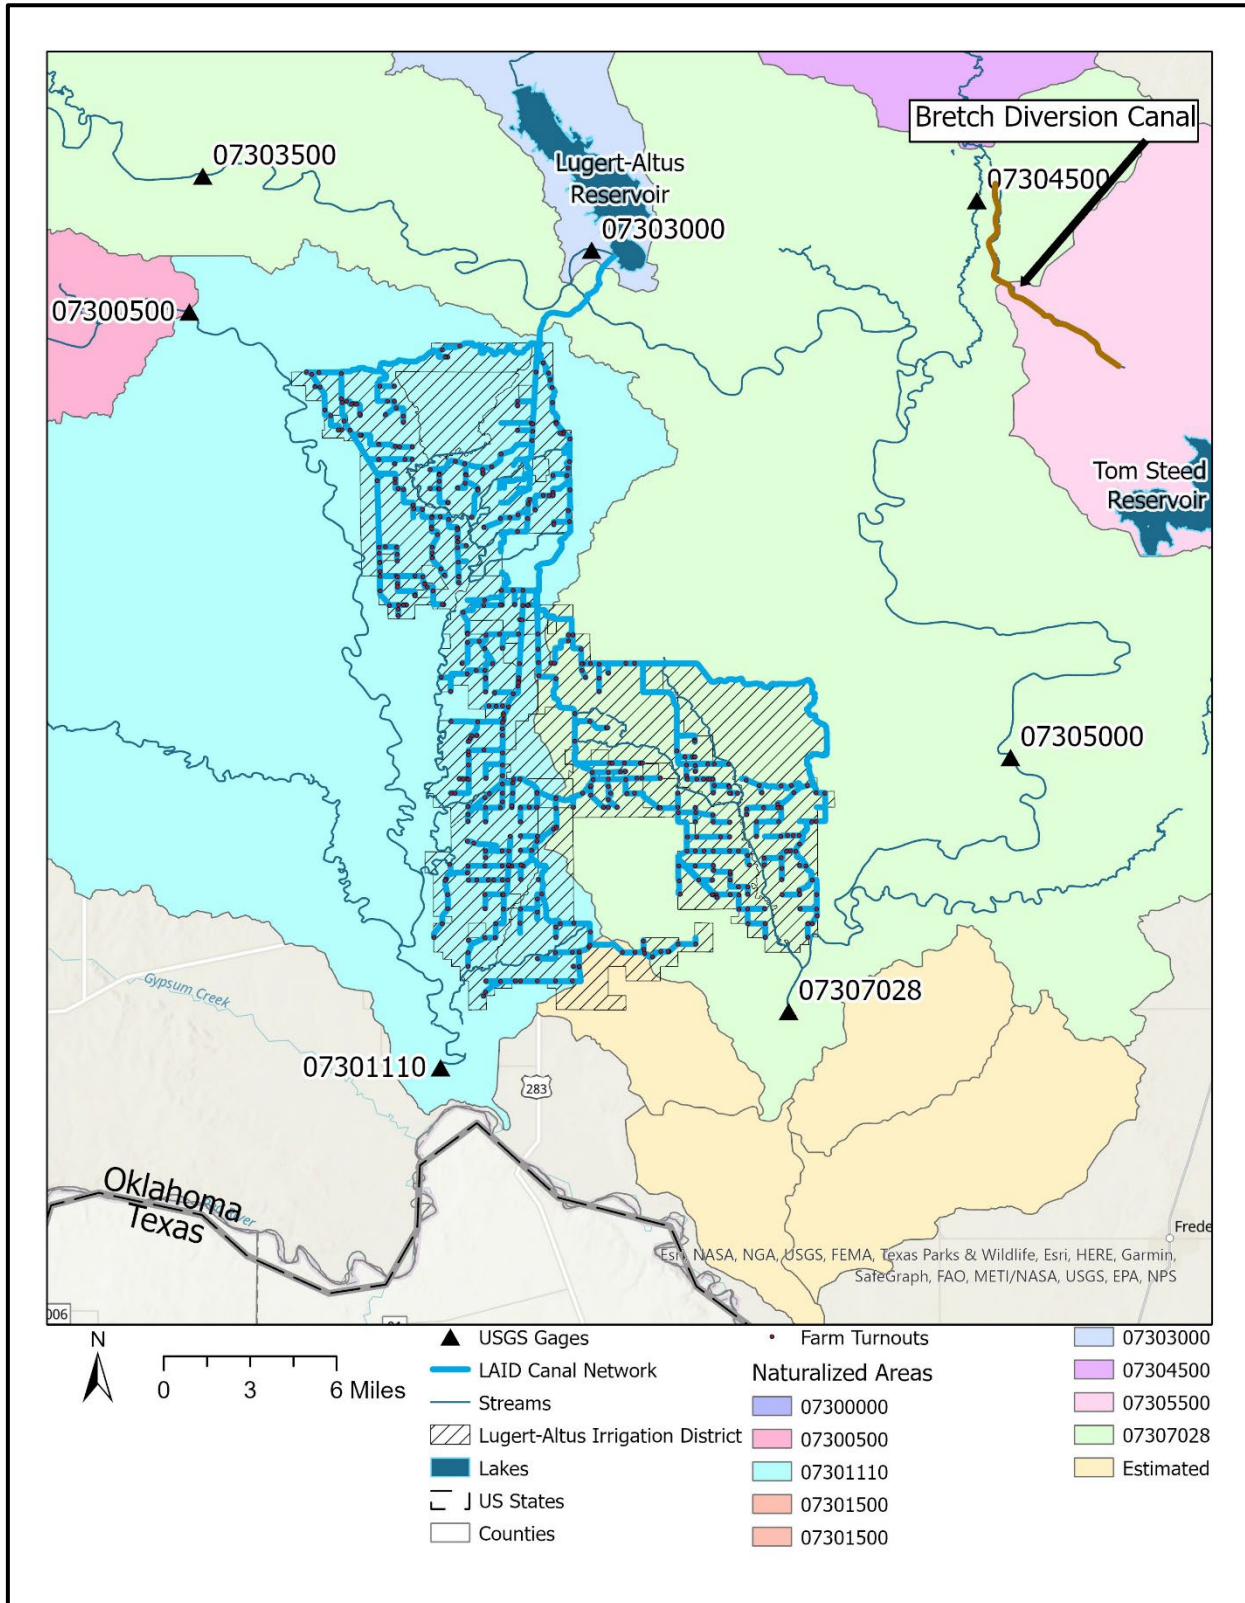 Bretch Diversion Canal
07303500
Lugert-Altus
Reservoir
07304500
07303000
07300500
Tom Steed
Reservoir
07305000
Gypsum Creek
07307028
07301110
283
Oklahoma
Texas
River
Frede
Esri, NASA, NGA, USGS, FEMA, Texas Parks & Wildlife, Esri, HERE, Garmin,
SafeGraph, FAO, METI/NASA, USGS, EPA, NPS
006
N
0 3 6 Miles
USGS Gages
LAID Canal Network
Streams
Lugert-Altus Irrigation District
Lakes
US States
Counties
Farm Turnouts
Naturalized Areas
07300000
07300500
07301110
07301500
07301500
07303000
07304500
07305500
07307028
Estimated